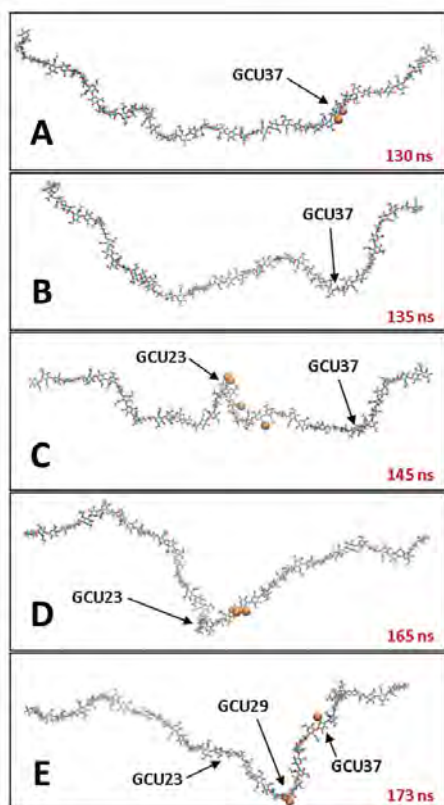 GCU37
A
130 ns
GCU37
B
135 ns
GCU23
GCU37
C
145 ns
D
GCU23
165 ns
GCU29
GCU37
GCU23
E
173 ns